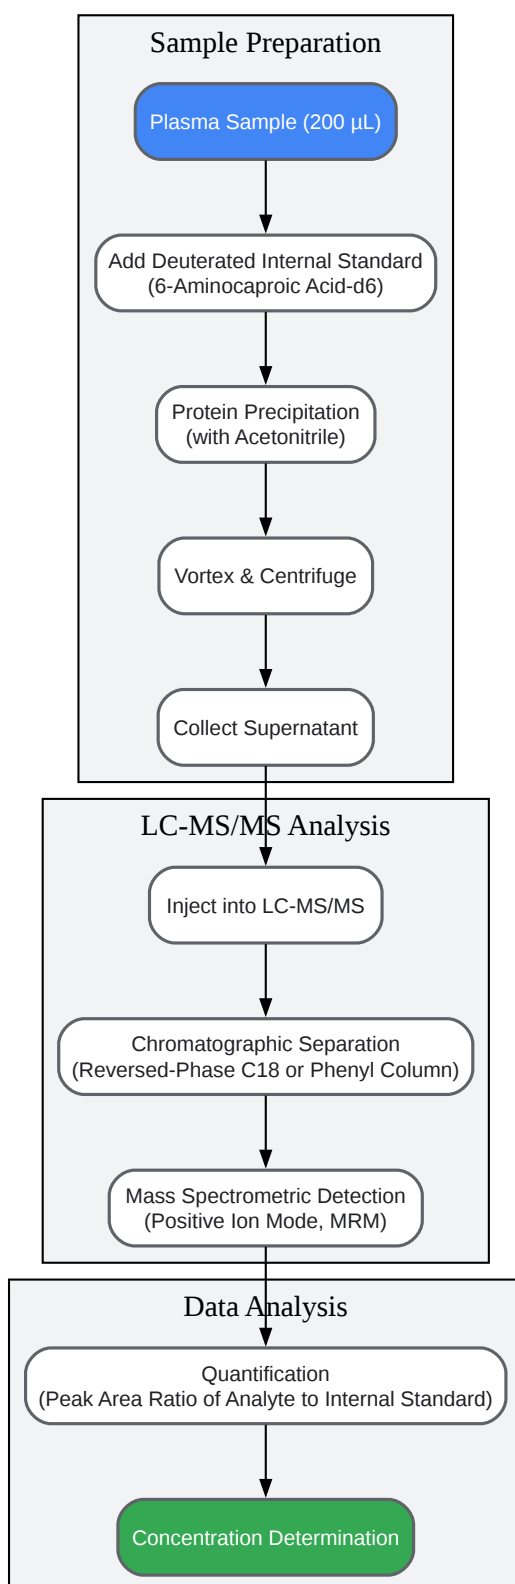 Sample Preparation
Plasma Sample (200 µL)
Add Deuterated Internal Standard
(6-Aminocaproic Acid-d6)
Protein Precipitation
(with Acetonitrile)
Vortex & Centrifuge
Collect Supernatant
LC-MS/MS Analysis
Inject into LC-MS/MS
Chromatographic Separation
(Reversed-Phase C18 or Phenyl Column)
Mass Spectrometric Detection
(Positive Ion Mode, MRM)
Data Analysis
Quantification
(Peak Area Ratio of Analyte to Internal Standard)
Concentration Determination